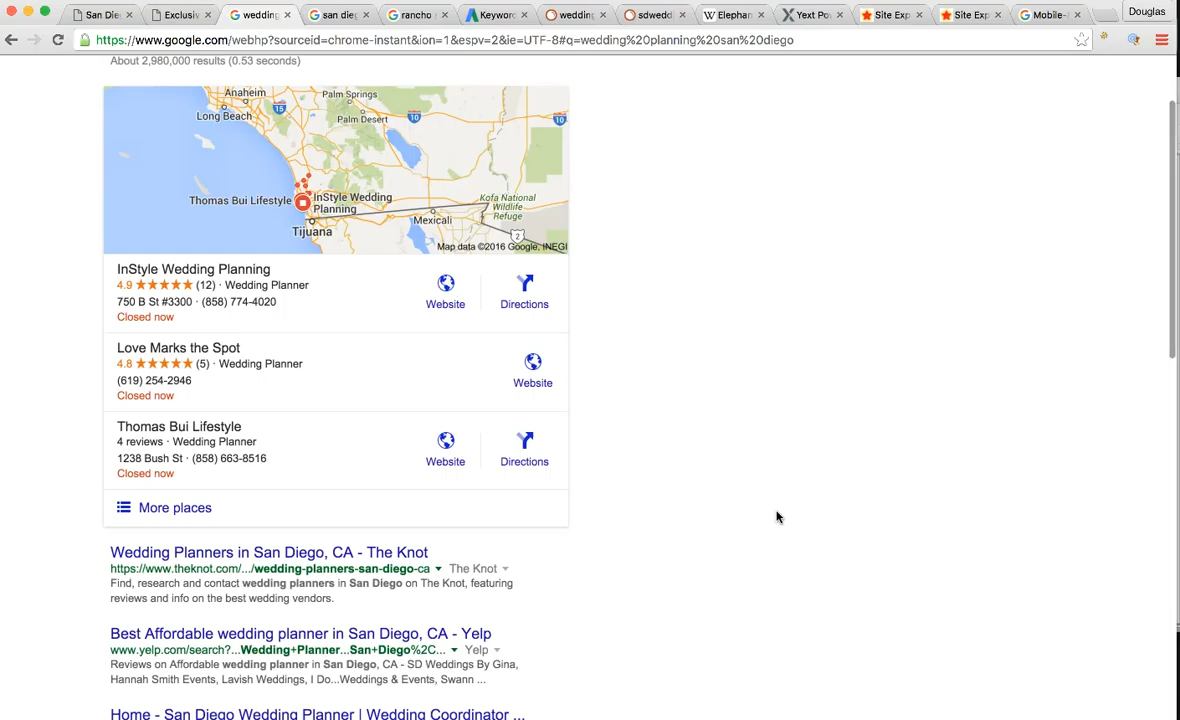 San Die
Exclusiv
wedding
san dieg
rancho
Keywor
wedding
sdweddi
Elephan
Yext Po
Site Exp
Site Exp
Mobile-
Douglas
https://www.google.com/webhp?sourceid=chrome-instant&ion=1&espv=2&ie=UTF-8#q=wedding%20planning%20san%20diego
About 2,980,000 results (0.53 seconds)
Anaheim
Palm Springs
15
10
10
Long Beach
Palm Desert
Thomas Bui Lifestyle
InStyle Wedding
Planning
Kofa National
Wildlife
Refuge
Mexicali
Tijuana
2
Map data ©2016 Google, INEGI
InStyle Wedding Planning
4.9 ★★★★★ (12) · Wedding Planner
750 B St #3300 · (858) 774-4020
Closed now
Website
Directions
Love Marks the Spot
4.8 ★★★★★ (5) · Wedding Planner
(619) 254-2946
Closed now
Website
Thomas Bui Lifestyle
4 reviews · Wedding Planner
1238 Bush St · (858) 663-8516
Closed now
Website
Directions
More places
Wedding Planners in San Diego, CA - The Knot
https://www.theknot.com/.../wedding-planners-san-diego-ca ▼ The Knot ▼
Find, research and contact wedding planners in San Diego on The Knot, featuring
reviews and info on the best wedding vendors.
Best Affordable wedding planner in San Diego, CA - Yelp
www.yelp.com/search?...Wedding+Planner...San+Diego%2C... ▼ Yelp ▼
Reviews on Affordable wedding planner in San Diego, CA - SD Weddings By Gina,
Hannah Smith Events, Lavish Weddings, I Do...Weddings & Events, Swann ...
Home - San Diego Wedding Planner | Wedding Coordinator ...